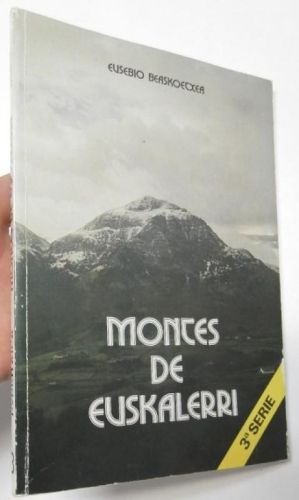 EUSEBIO BEASKOETXEA
MONTES
DE
EUSKALERRI
3ª SERIE